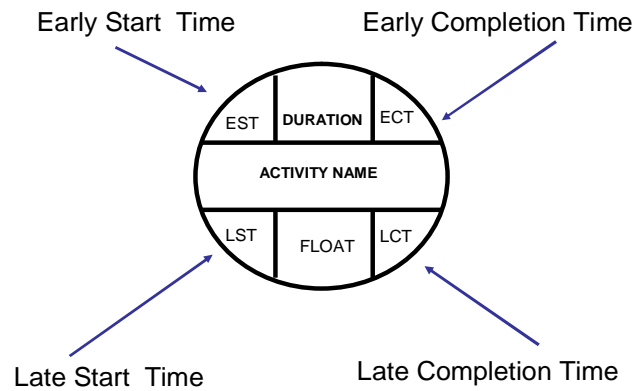 Early Start Time
Early Completion Time
EST
DURATION
ECT
ACTIVITY NAME
LST
FLOAT
LCT
Late Start Time
Late Completion Time